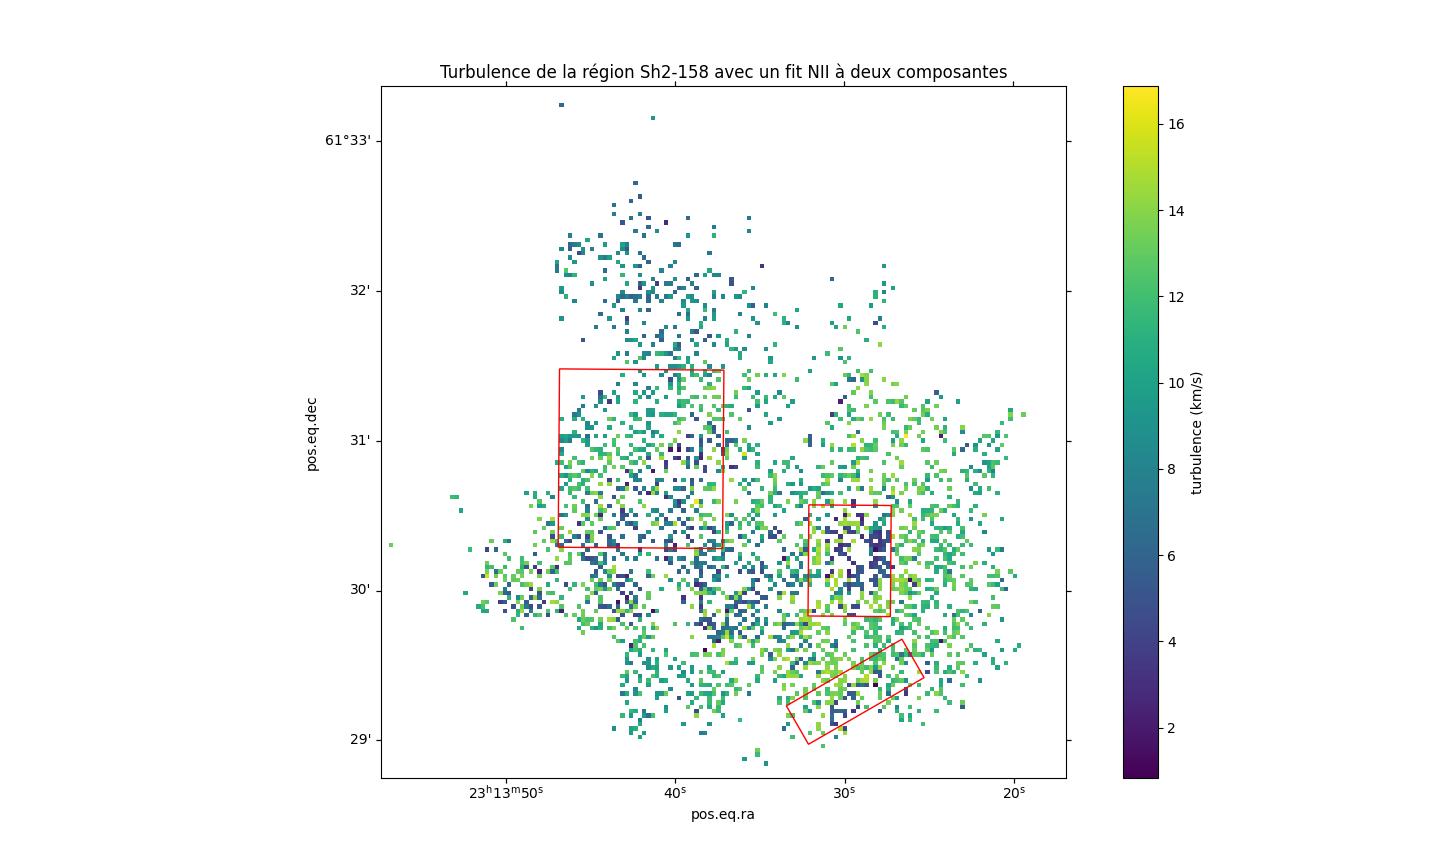 Turbulence de la région Sh2-158 avec un fit NII à deux composantes
61°33'
32'
31'
30'
29'
pos.eq.dec
23ʰ13ᵐ50ˢ
40ˢ
30ˢ
20ˢ
pos.eq.ra
16
14
12
10
8
6
4
2
turbulence (km/s)